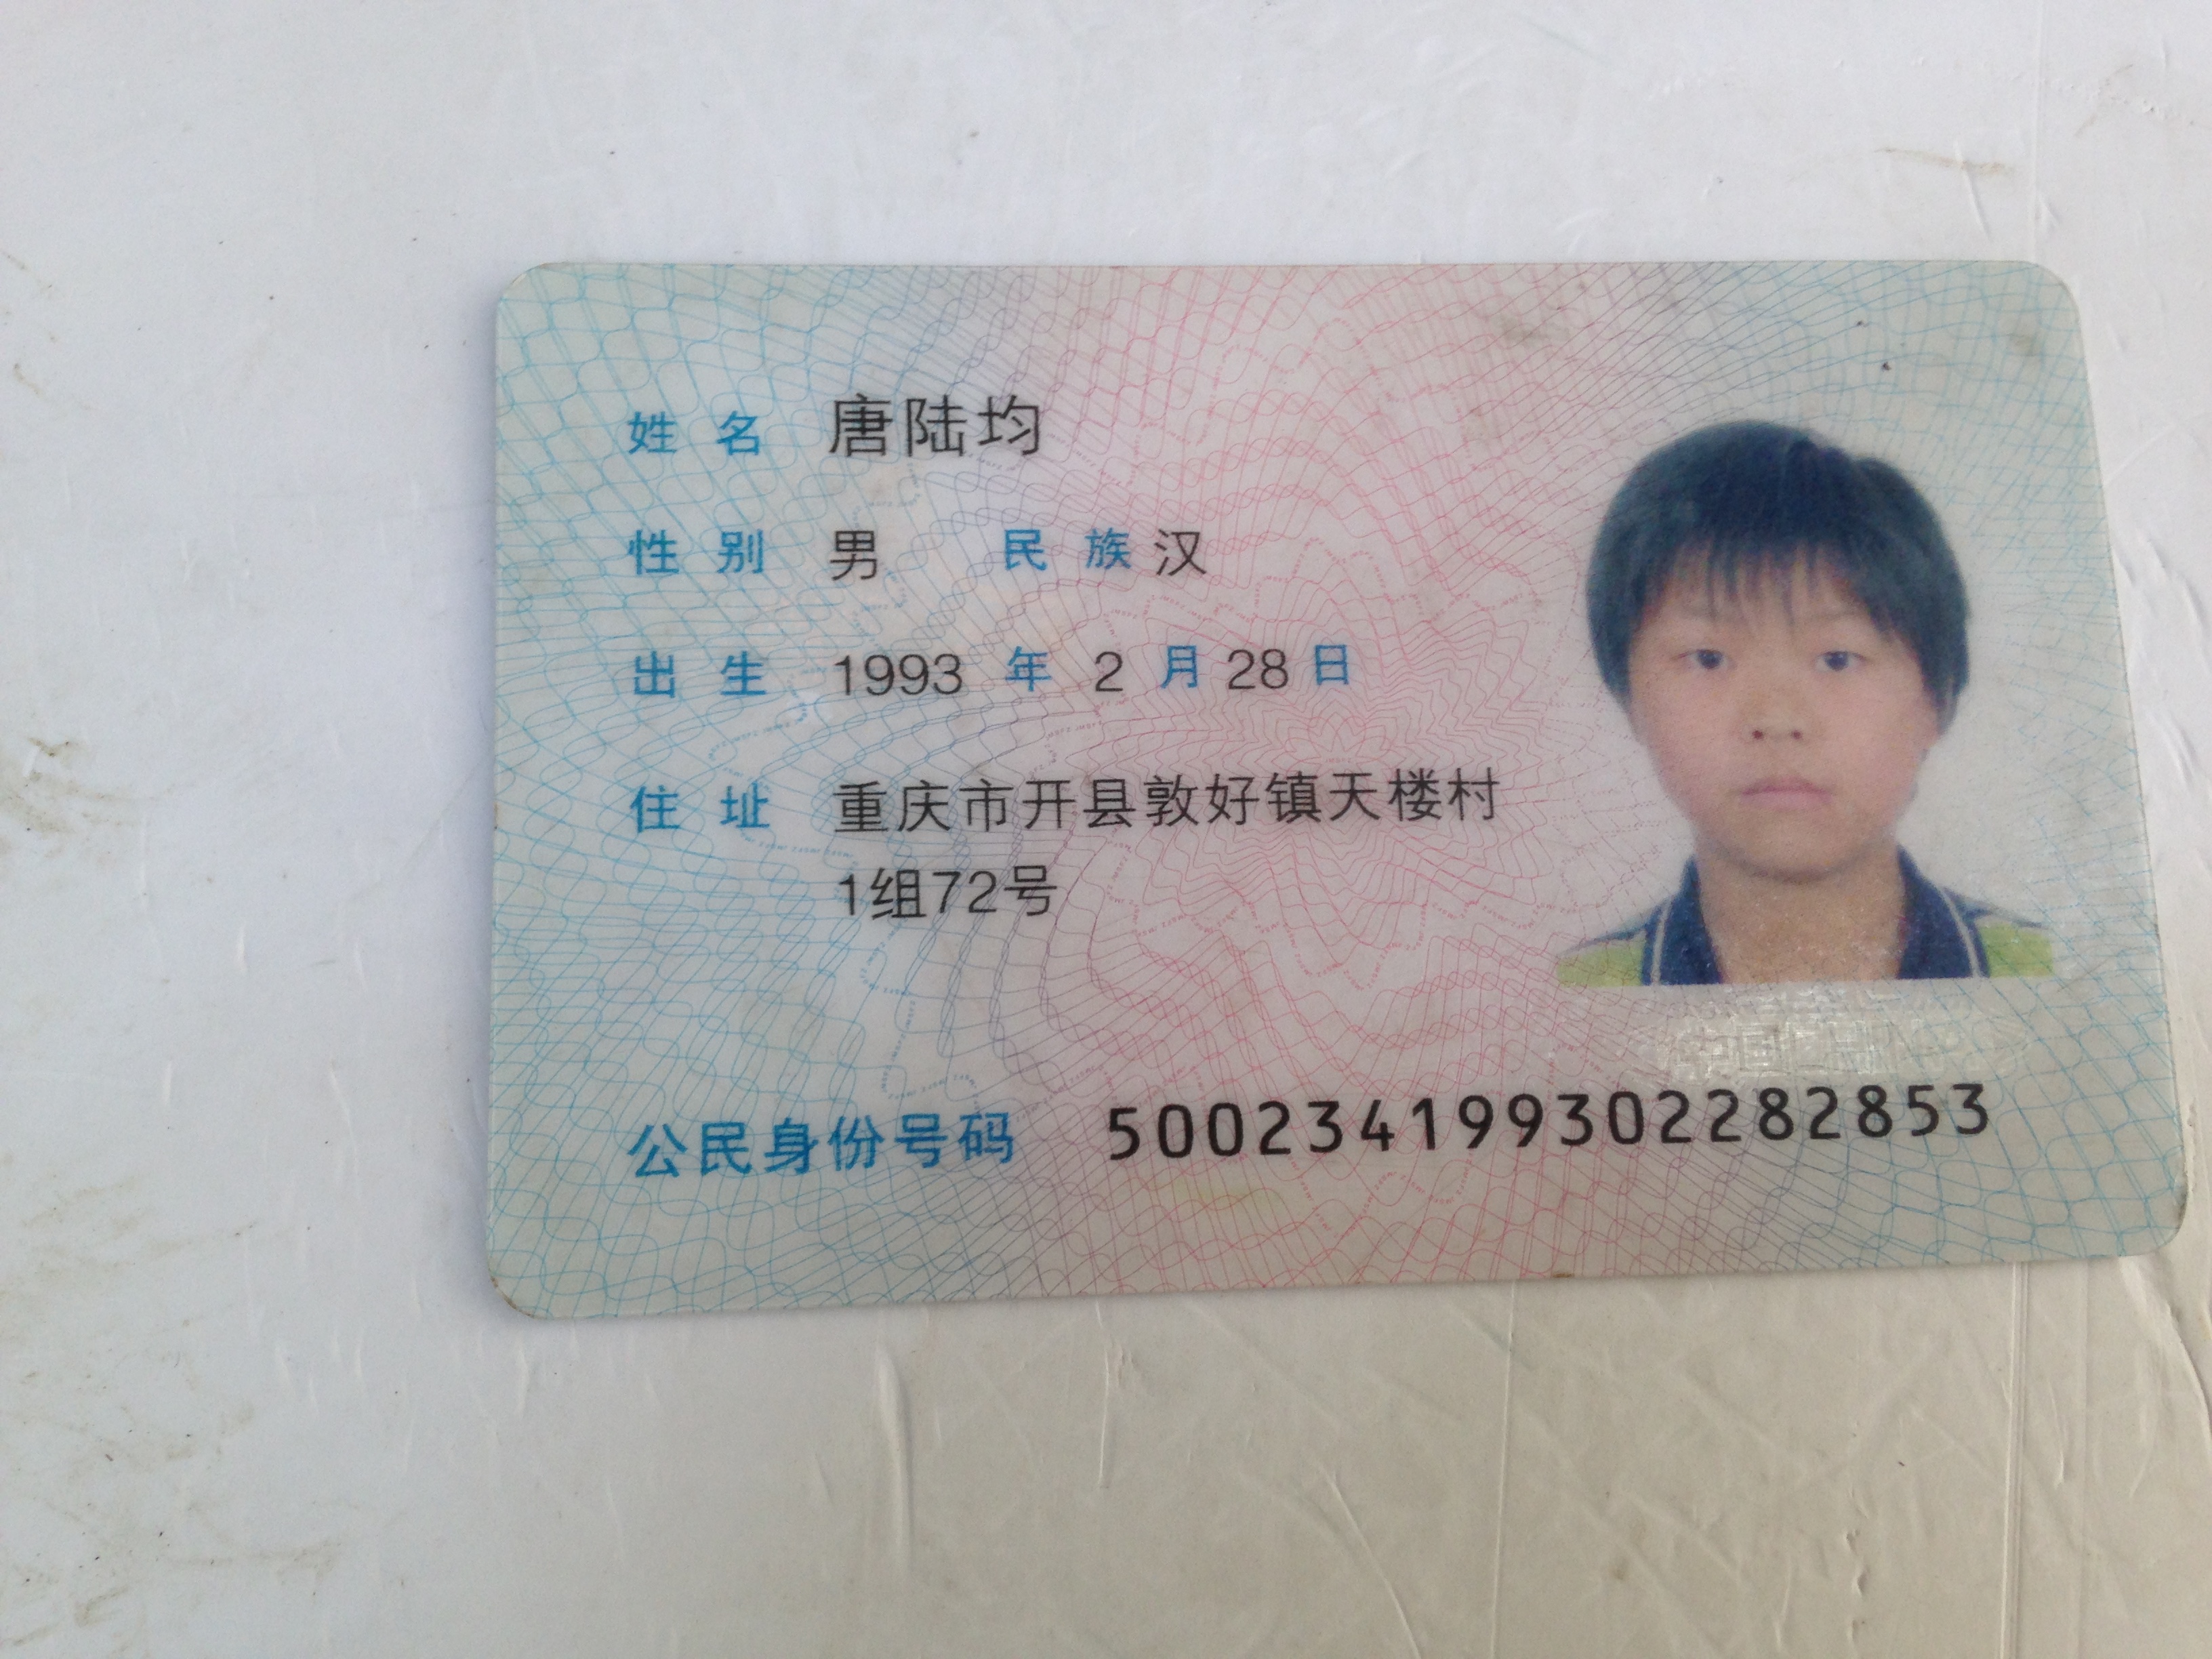 姓名 唐陆均
性别 男 民族 汉
出生 1993 年 2 月 28 日
住址 重庆市开县敦好镇天楼村
1组72号
公民身份号码 500234199302282853